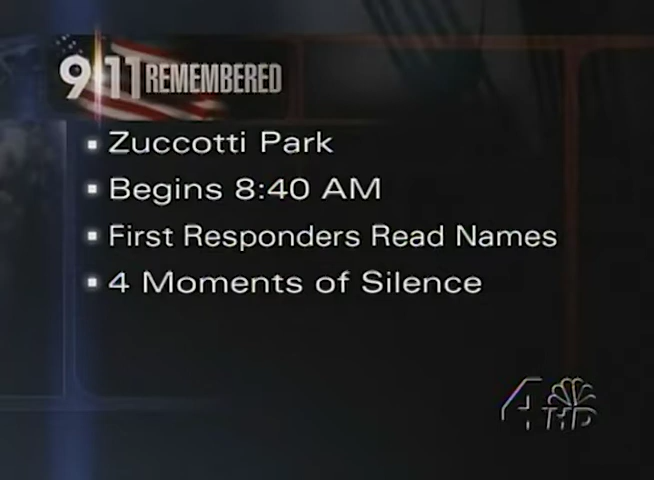 9/11 REMEMBERED
Zuccotti Park
Begins 8:40 AM
First Responders Read Names
4 Moments of Silence
4 HD